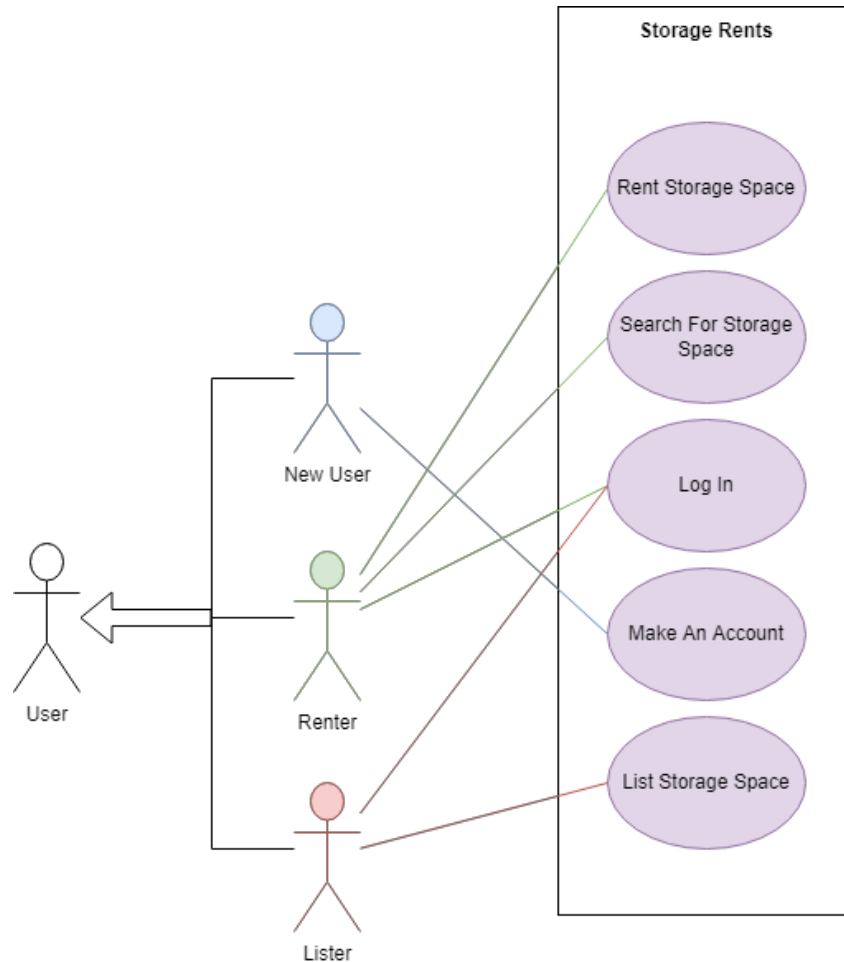 Storage Rents
Rent Storage Space
Search For Storage
Space
New User
Log In
Make An Account
User
Renter
List Storage Space
Lister